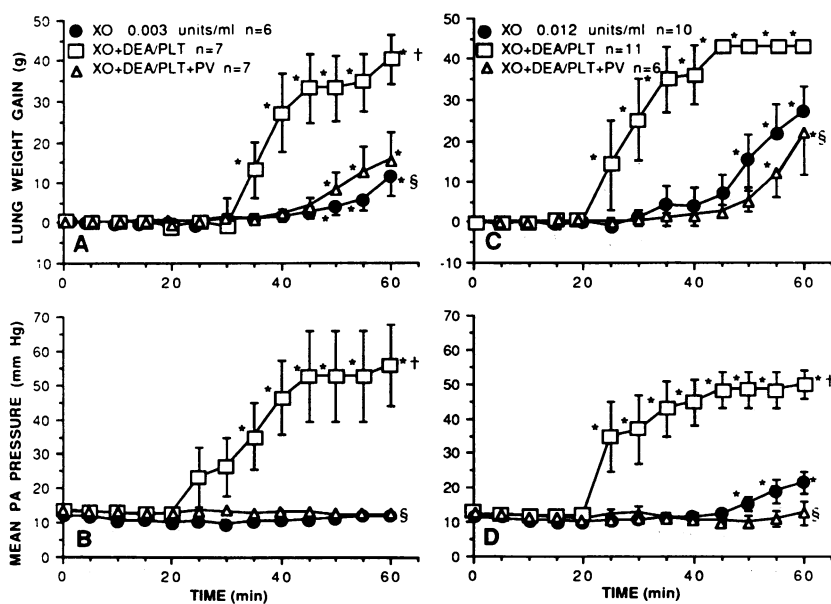 ● XO 0.003 units/ml n=6
□ XO+DEA/PLT n=7
△ XO+DEA/PLT+PV n=7
LUNG WEIGHT GAIN (g)
50
40
30
20
10
0
10
A
* * * * * * * †
* * *
* * * §
0 20 40 60
● XO 0.012 units/ml n=10
□ XO+DEA/PLT n=11
△ XO+DEA/PLT+PV n=6
50
40
30
20
10
0
-10
C
* * * * * * * *
* * *
* * §
0 20 40 60
MEAN PA PRESSURE (mm Hg)
70
60
50
40
30
20
10
0
B
* * * * * * †
§
0 20 40 60
TIME (min)
70
60
50
40
30
20
10
0
D
* * * * * * * * †
* * *
§
0 20 40 60
TIME (min)